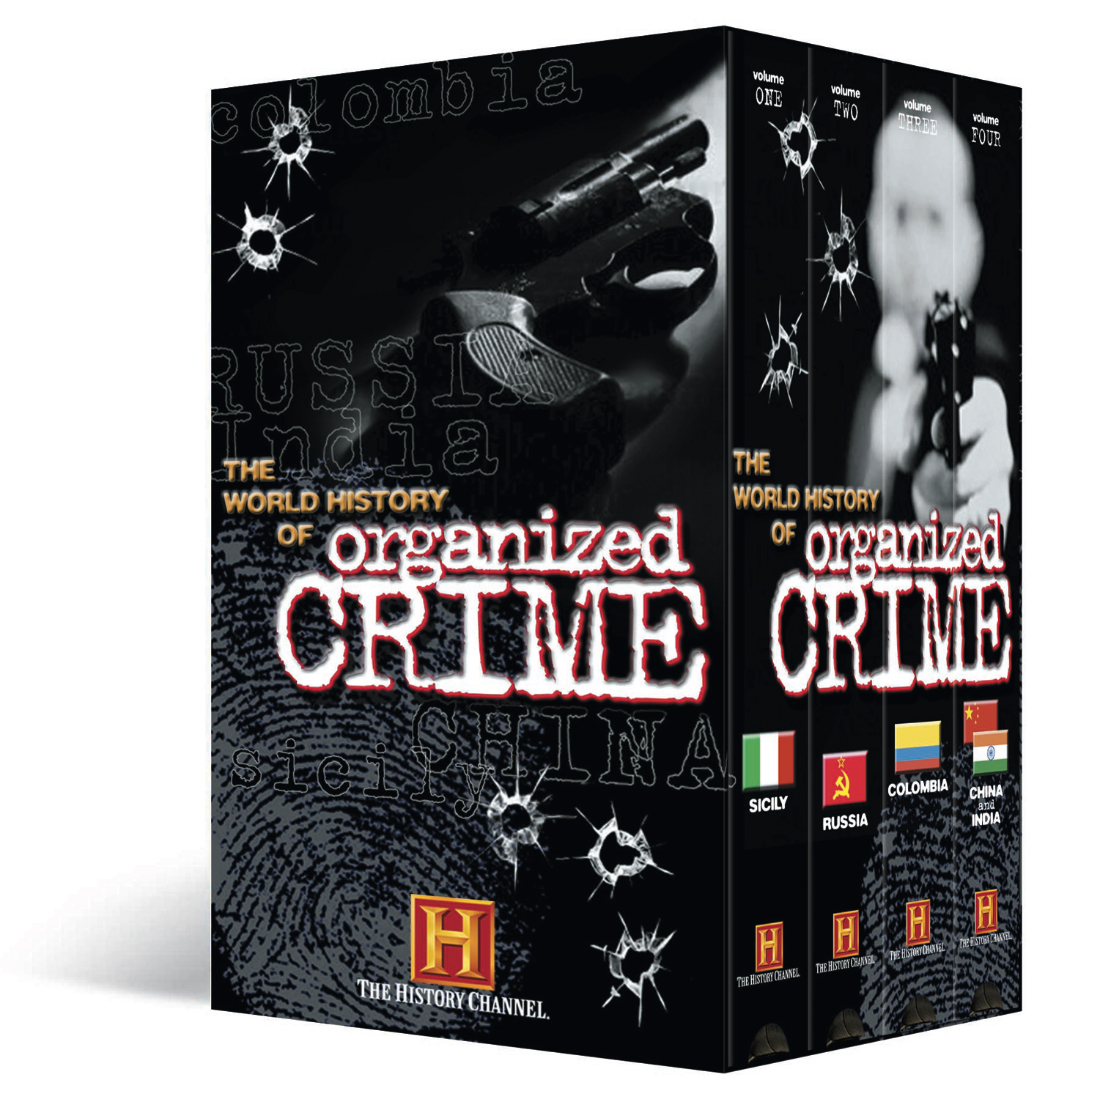 colombia
RUSSIA
India
THE
WORLD HISTORY
OF organized
CRIME
CHINA
sicily
H
THE HISTORY CHANNEL.
volume
ONE
volume
TWO
volume
THREE
volume
FOUR
THE
WORLD HISTORY
OF organized
CRIME
SICILY
RUSSIA
COLOMBIA
CHINA
and
INDIA
H
THE HISTORY CHANNEL.
H
THE HISTORY CHANNEL.
H
THE HISTORY CHANNEL.
H
THE HISTORY CHANNEL.